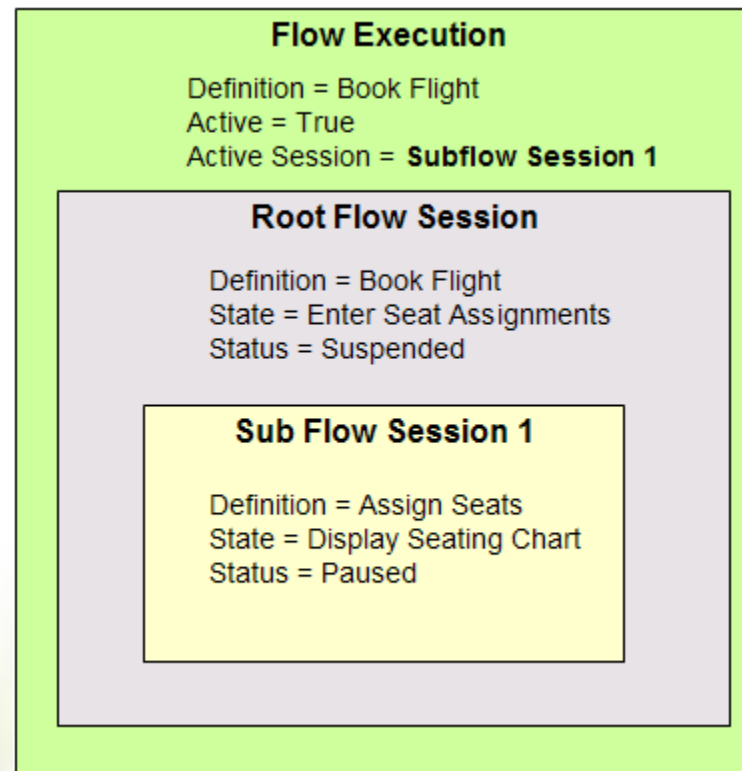 Flow Execution
Definition = Book Flight
Active = True
Active Session = Subflow Session 1
Root Flow Session
Definition = Book Flight
State = Enter Seat Assignments
Status = Suspended
Sub Flow Session 1
Definition = Assign Seats
State = Display Seating Chart
Status = Paused